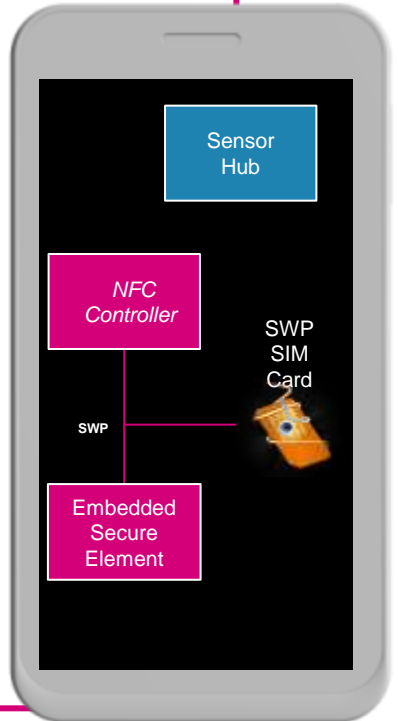 Sensor
Hub
NFC
Controller
SWP
SIM
Card
SWP
Embedded
Secure
Element